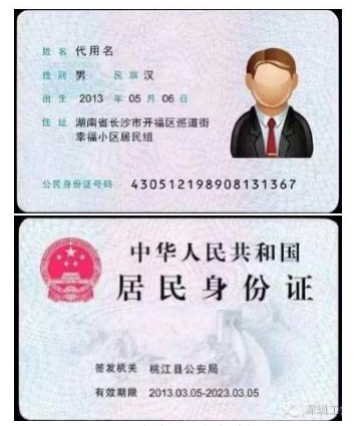 姓名 代用名
性别 男 民族 汉
出生 2013 年 05 月 06 日
住址 湖南省长沙市开福区巡道街
幸福小区居民组
公民身份证号码 430512198908131367
中华人民共和国
居民身份证
签发机关 桃江县公安局
有效期限 2013.03.05-2023.03.05